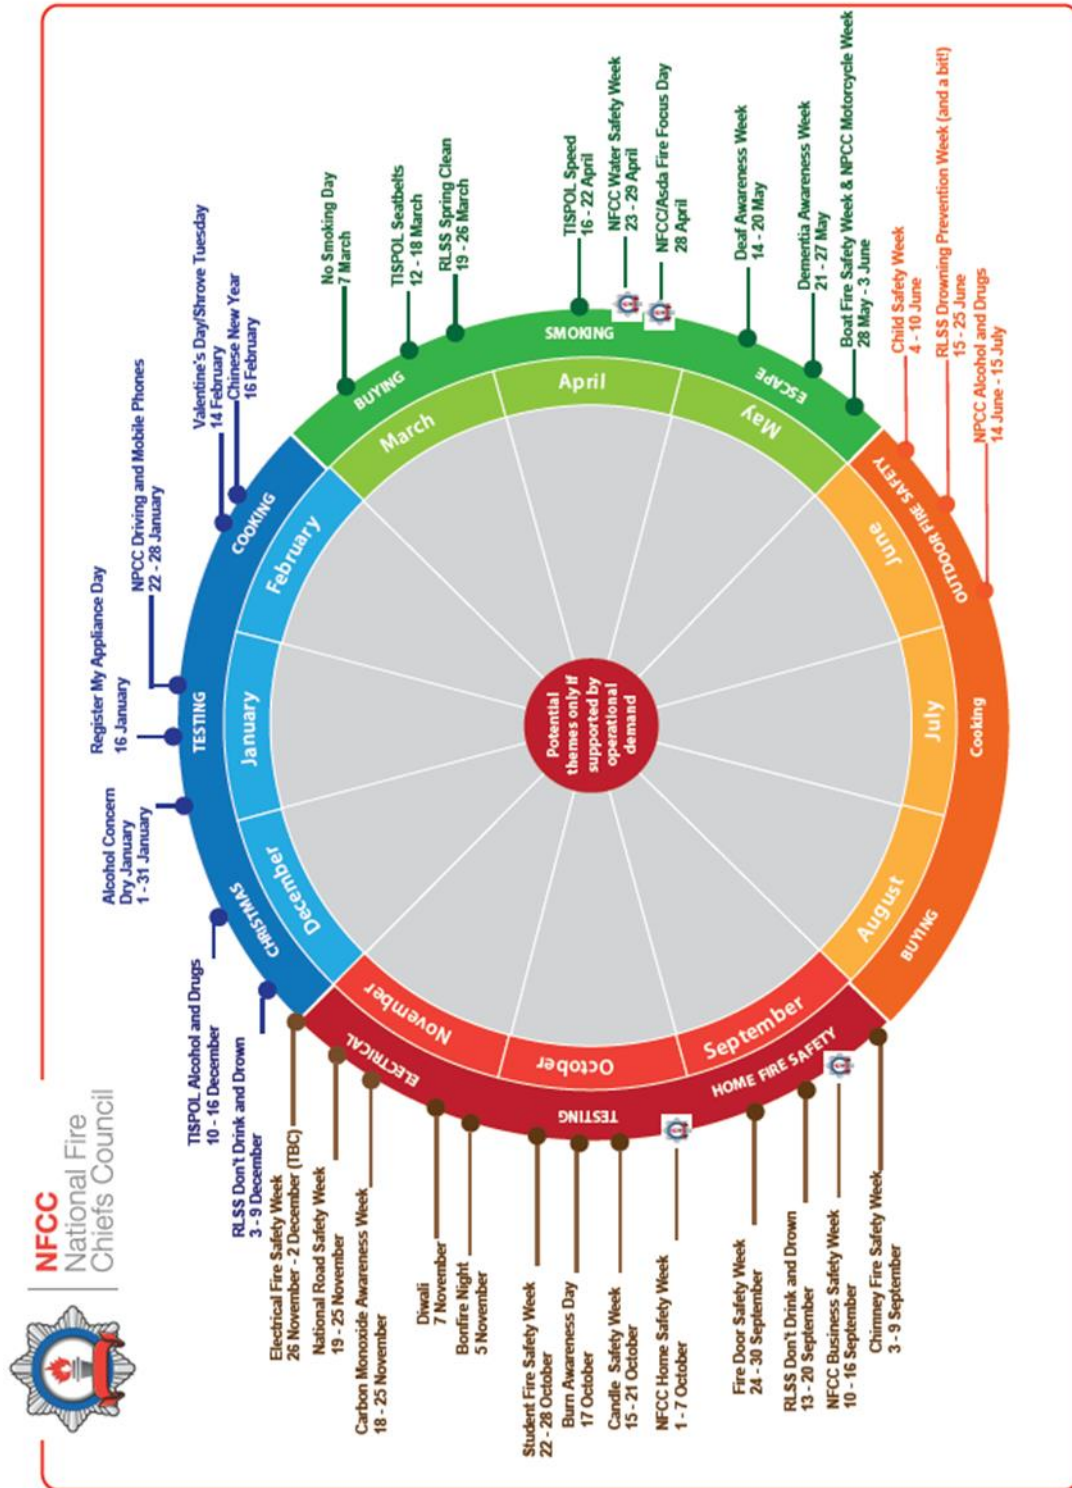 NFCC
National Fire
Chiefs Council
Alcohol Concern
Dry January
1 - 31 January
Register My Appliance Day
16 January
NPCC Driving and Mobile Phones
22 - 28 January
Valentine's Day/Shrove Tuesday
14 February
Chinese New Year
16 February
No Smoking Day
7 March
TISPOL Seatbelts
12 - 18 March
RLSS Spring Clean
19 - 26 March
TISPOL Speed
16 - 22 April
NFCC Water Safety Week
23 - 29 April
NFCC/Asda Fire Focus Day
28 April
Deaf Awareness Week
14 - 20 May
Dementia Awareness Week
21 - 27 May
Boat Fire Safety Week & NPCC Motorcycle Week
28 May - 3 June
Child Safety Week
4 - 10 June
RLSS Drowning Prevention Week (and a bit!)
15 - 25 June
NPCC Alcohol and Drugs
14 June - 15 July
Chimney Fire Safety Week
3 - 9 September
NFCC Business Safety Week
10 - 16 September
RLSS Don't Drink and Drown
13 - 20 September
Fire Door Safety Week
24 - 30 September
NFCC Home Safety Week
1 - 7 October
Candle Safety Week
15 - 21 October
Burn Awareness Day
17 October
Student Fire Safety Week
22 - 28 October
Bonfire Night
5 November
Diwali
7 November
Carbon Monoxide Awareness Week
18 - 25 November
National Road Safety Week
19 - 25 November
Electrical Fire Safety Week
26 November - 2 December (TBC)
RLSS Don't Drink and Drown
3 - 9 December
TISPOL Alcohol and Drugs
10 - 16 December
TESTING
COOKING
BUYING
SMOKING
ESCAPE
OUTDOOR FIRE SAFETY
Cooking
BUYING
HOME FIRE SAFETY
TESTING
ELECTRICAL
CHRISTMAS
January
February
March
April
May
June
July
August
September
October
November
December
Potential
themes only if
supported by
operational
demand